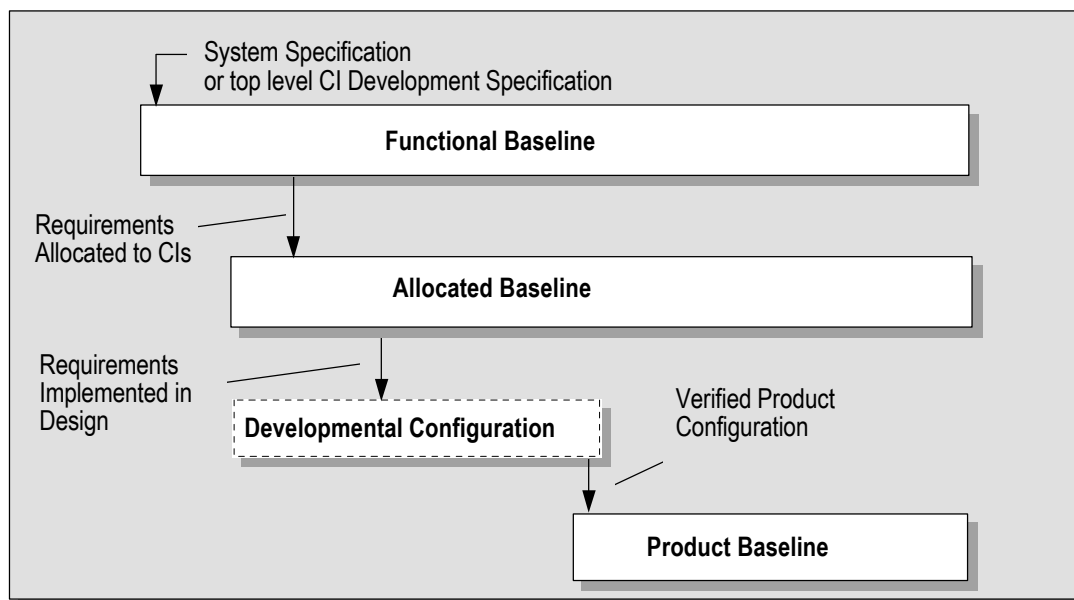 System Specification
or top level CI Development Specification
Functional Baseline
Requirements
Allocated to CIs
Allocated Baseline
Requirements
Implemented in
Design
Developmental Configuration
Verified Product
Configuration
Product Baseline